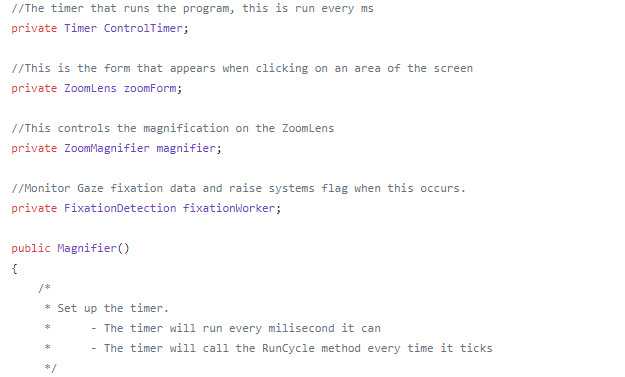 //The timer that runs the program, this is run every ms
private Timer ControlTimer;
//This is the form that appears when clicking on an area of the screen
private ZoomLens zoomForm;
//This controls the magnification on the ZoomLens
private ZoomMagnifier magnifier;
//Monitor Gaze fixation data and raise systems flag when this occurs.
private FixationDetection fixationWorker;
public Magnifier()
{
/*
* Set up the timer.
* - The timer will run every milisecond it can
* - The timer will call the RunCycle method every time it ticks
*/